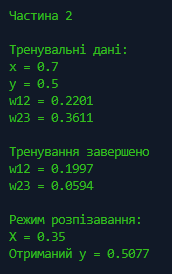 Частина 2
Тренувальні дані:
x = 0.7
y = 0.5
w12 = 0.2201
w23 = 0.3611
Тренування завершено
w12 = 0.1997
w23 = 0.0594
Режим розпізавання:
X = 0.35
Отриманий y = 0.5077